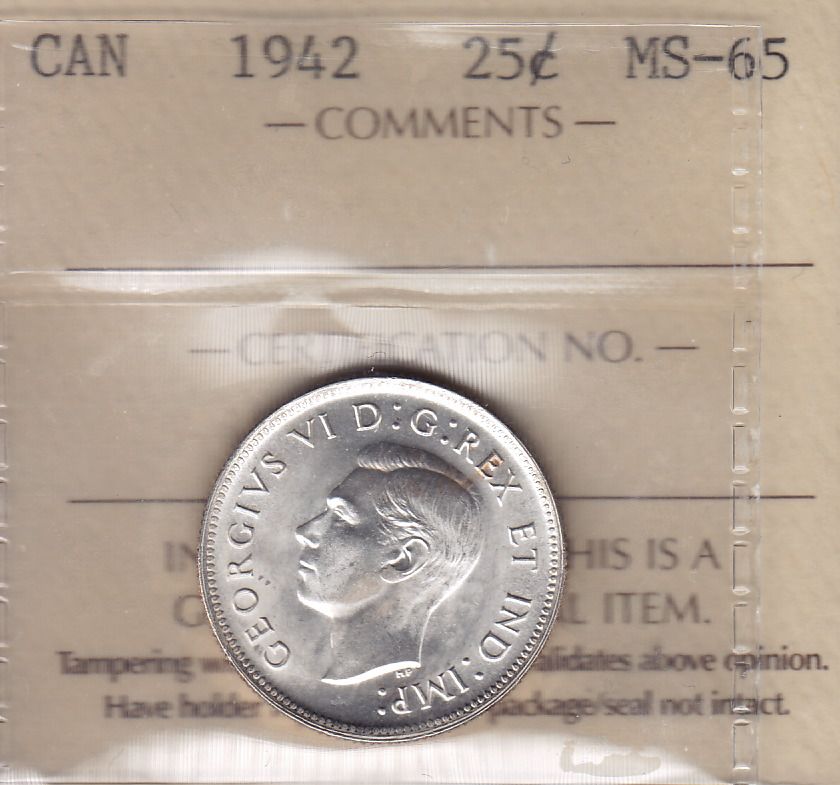 CAN 1942 25¢ MS-65
— COMMENTS —
— CERTIFICATION NO. —
GEORGIVS VI D:G:REX ET IND:IMP:
HP
THIS IS A
ITEM.
Tampering validates above opinion.
Have holder package/seal not intact.